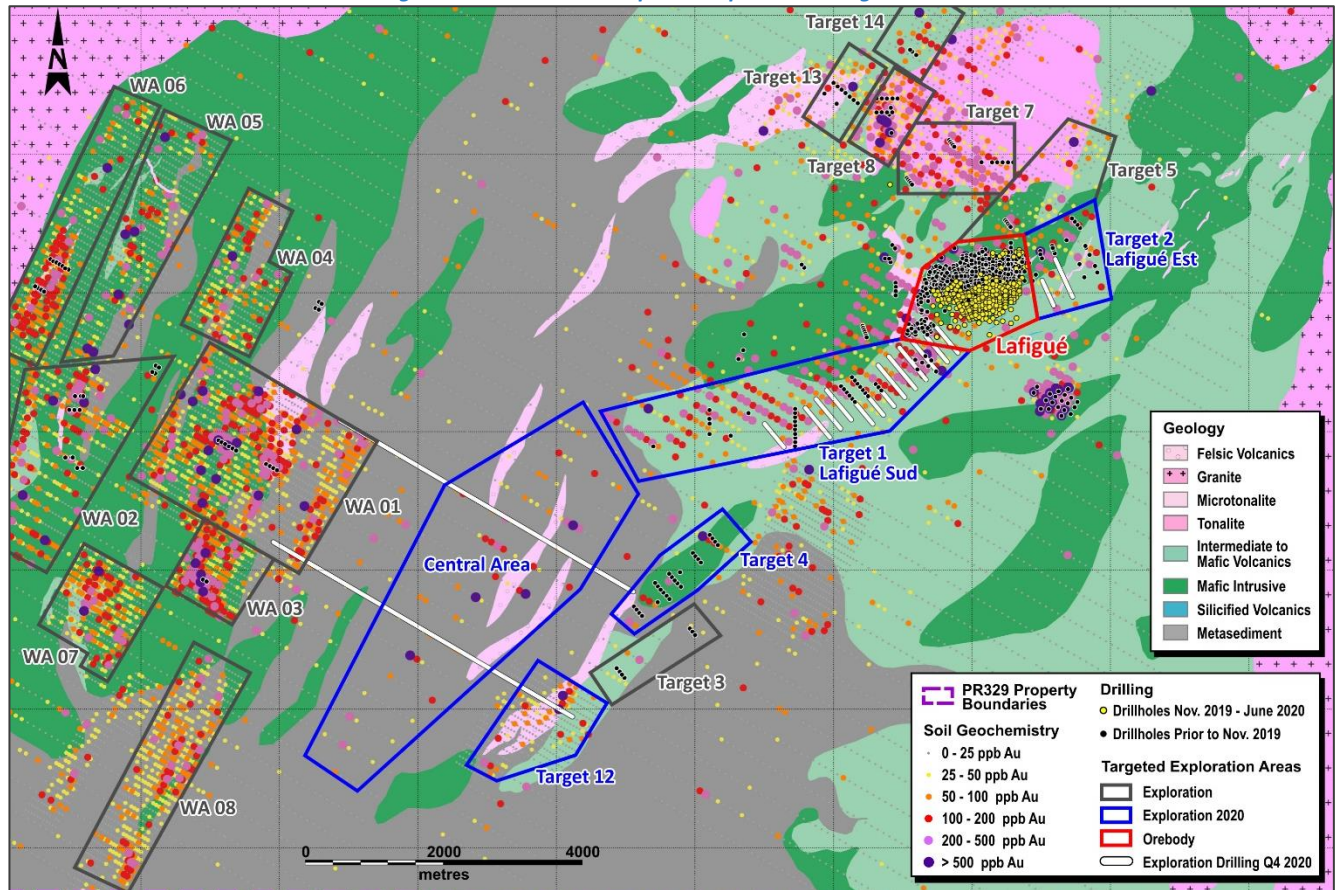 N
Target 14
Target 13
Target 7
Target 8
Target 5
WA 06
WA 05
WA 04
Target 2
Lafigué Est
Lafigué
Target 1
Lafigué Sud
WA 02
WA 01
Central Area
Target 4
WA 03
WA 07
Target 3
Target 12
WA 08
0 2000 4000
metres
Geology
Felsic Volcanics
Granite
Microtonalite
Tonalite
Intermediate to
Mafic Volcanics
Mafic Intrusive
Silicified Volcanics
Metasediment
PR329 Property
Boundaries
Soil Geochemistry
0 - 25 ppb Au
25 - 50 ppb Au
50 - 100 ppb Au
100 - 200 ppb Au
200 - 500 ppb Au
> 500 ppb Au
Drilling
Drillholes Nov. 2019 - June 2020
Drillholes Prior to Nov. 2019
Targeted Exploration Areas
Exploration
Exploration 2020
Orebody
Exploration Drilling Q4 2020